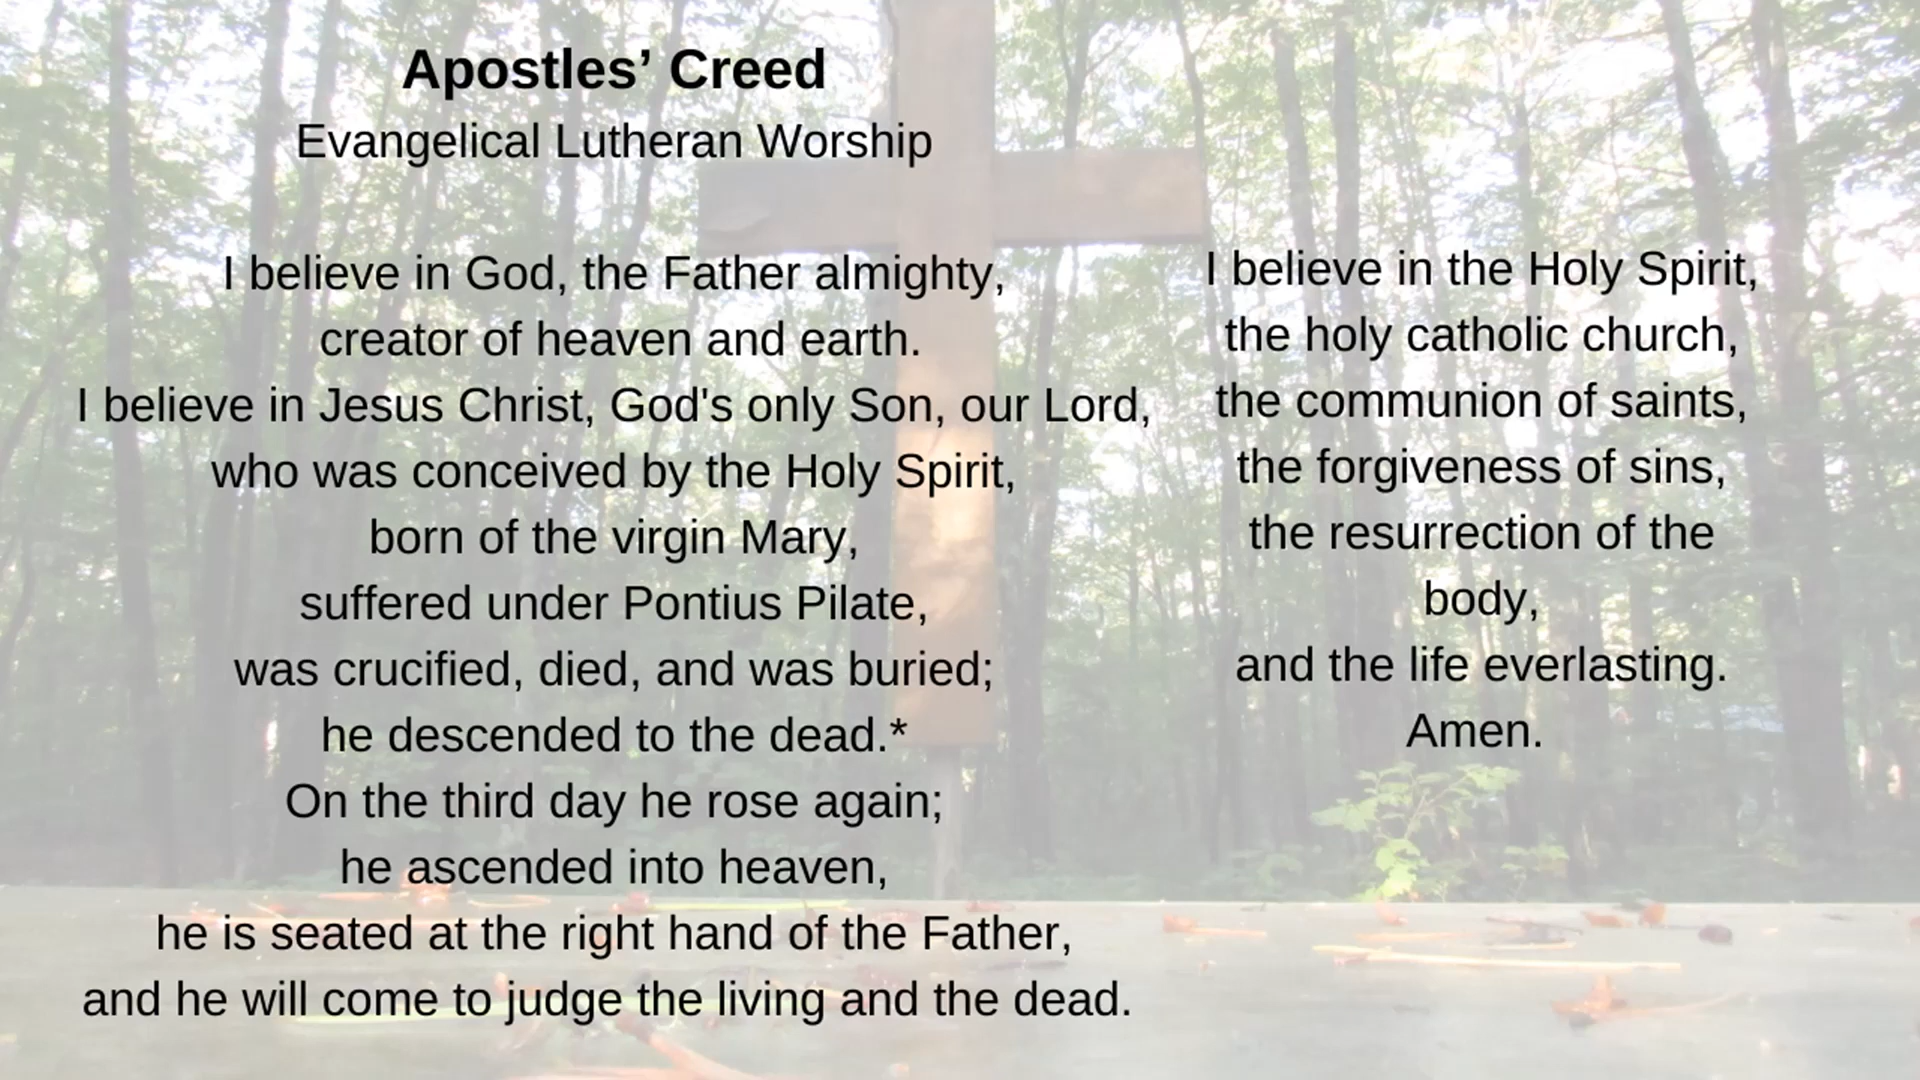 Apostles’ Creed
Evangelical Lutheran Worship
I believe in God, the Father almighty,
creator of heaven and earth.
I believe in Jesus Christ, God's only Son, our Lord,
who was conceived by the Holy Spirit,
born of the virgin Mary,
suffered under Pontius Pilate,
was crucified, died, and was buried;
he descended to the dead.*
On the third day he rose again;
he ascended into heaven,
he is seated at the right hand of the Father,
and he will come to judge the living and the dead.
I believe in the Holy Spirit,
the holy catholic church,
the communion of saints,
the forgiveness of sins,
the resurrection of the
body,
and the life everlasting.
Amen.